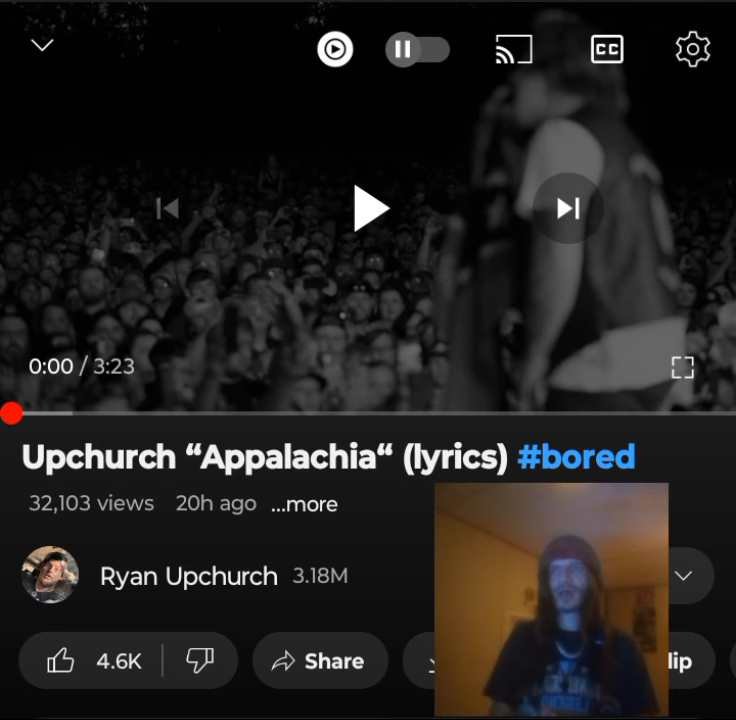 CC
0:00 / 3:23
Upchurch “Appalachia“ (lyrics) #bored
32,103 views 20h ago ...more
Ryan Upchurch 3.18M
4.6K Share lip